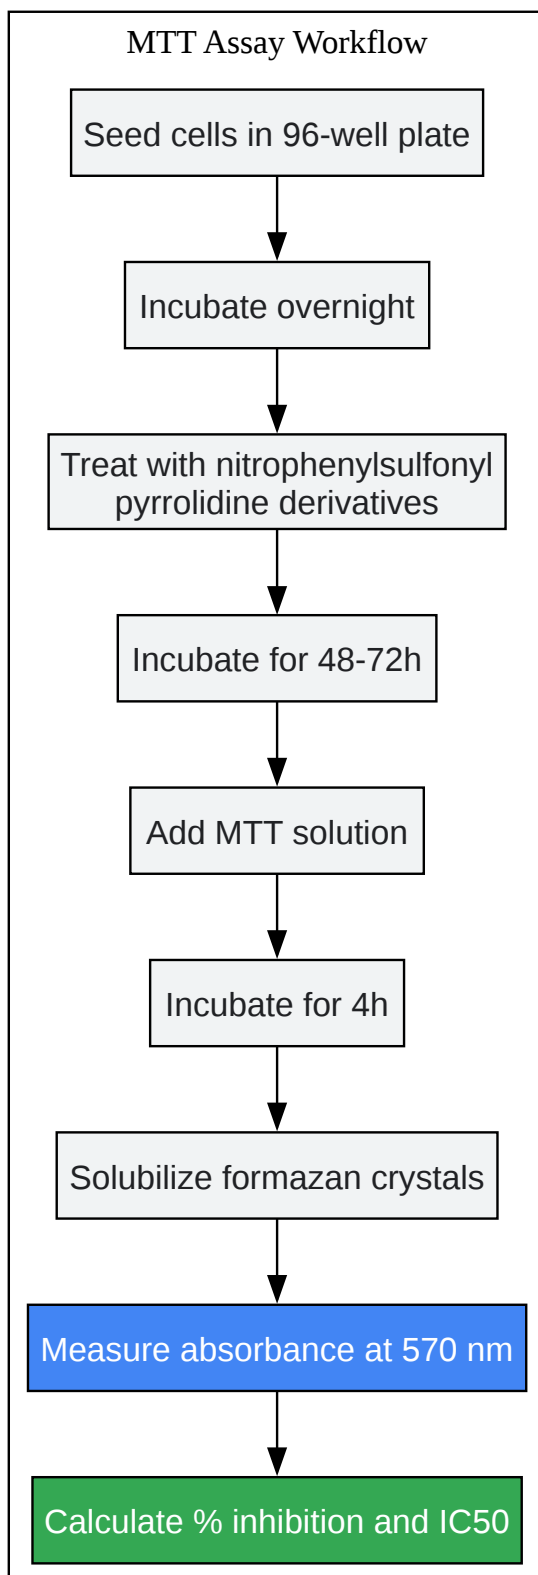 MTT Assay Workflow
Seed cells in 96-well plate
Incubate overnight
Treat with nitrophenylsulfonyl
pyrrolidine derivatives
Incubate for 48-72h
Add MTT solution
Incubate for 4h
Solubilize formazan crystals
Measure absorbance at 570 nm
Calculate % inhibition and IC50